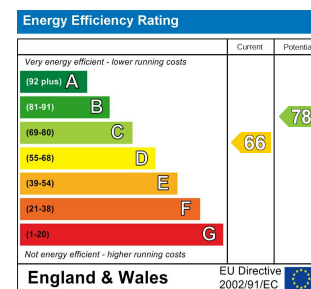 Energy Efficiency Rating
Current Potentia
Very energy efficient - lower running costs
(92 plus) A
(81-91) B
78
(69-80) C
66
(55-68) D
(39-54) E
(21-38) F
(1-20) G
Not energy efficient - higher running costs
England & Wales
EU Directive
2002/91/EC